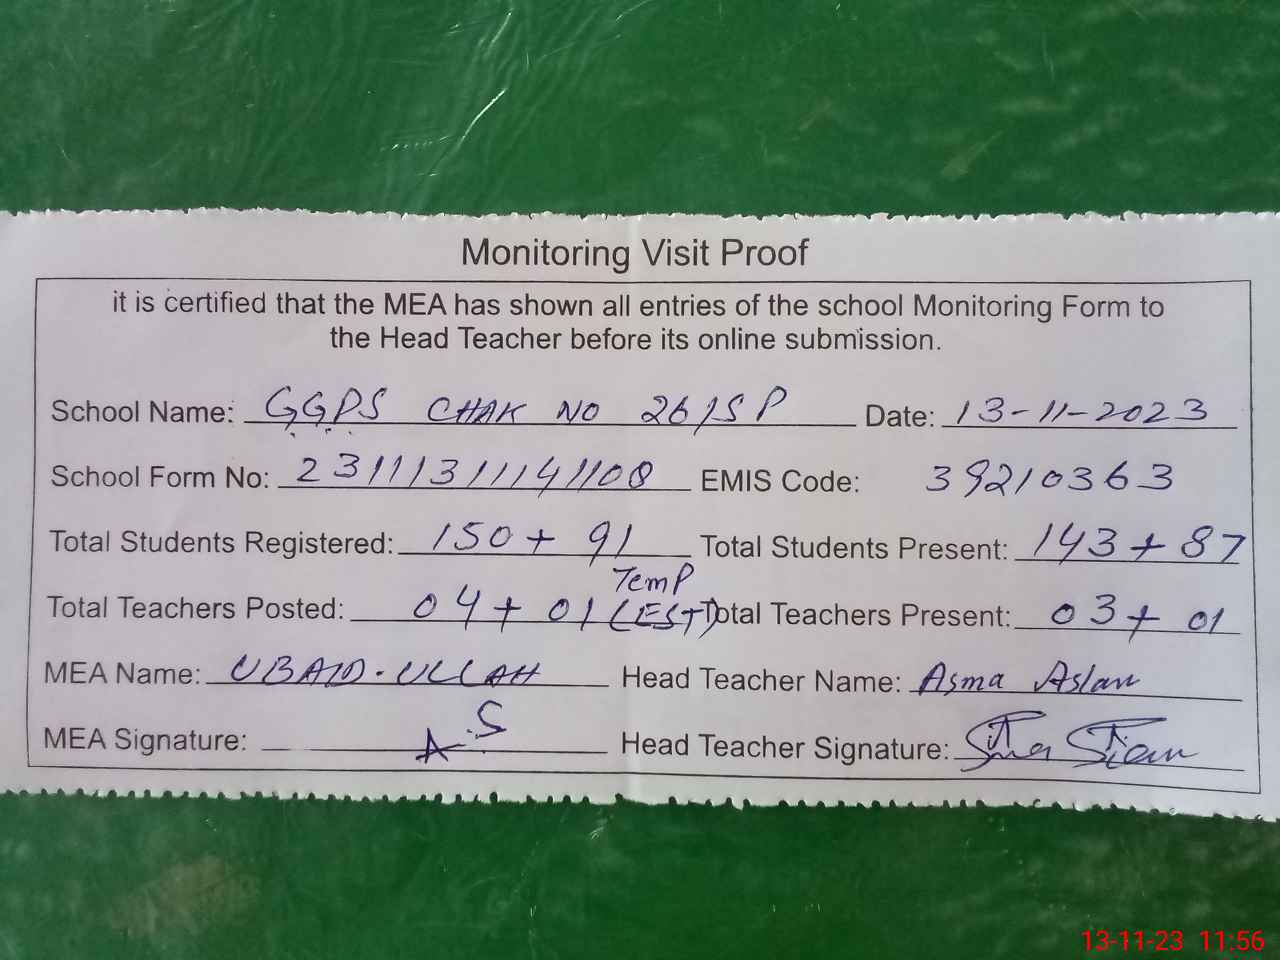 Monitoring Visit Proof
it is certified that the MEA has shown all entries of the school Monitoring Form to
the Head Teacher before its online submission.
School Name: GGPS CHAK NO 26/SP Date: 13-11-2023
School Form No: 231113111141108 EMIS Code: 39210363
Total Students Registered: 150 + 91 Total Students Present: 143 + 87
Temp
Total Teachers Posted: 04 + 01 (EST) Total Teachers Present: 03 + 01
MEA Name: UBAID.ULLAH Head Teacher Name: Asma Aslam
MEA Signature: Head Teacher Signature:
13-11-23 11:56